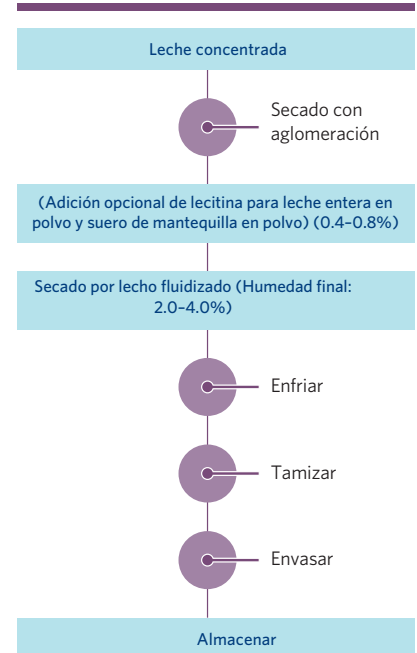 Leche concentrada
Secado con
aglomeración
(Adición opcional de lecitina para leche entera en
polvo y suero de mantequilla en polvo) (0.4–0.8%)
Secado por lecho fluidizado (Humedad final:
2.0–4.0%)
Enfriar
Tamizar
Envasar
Almacenar